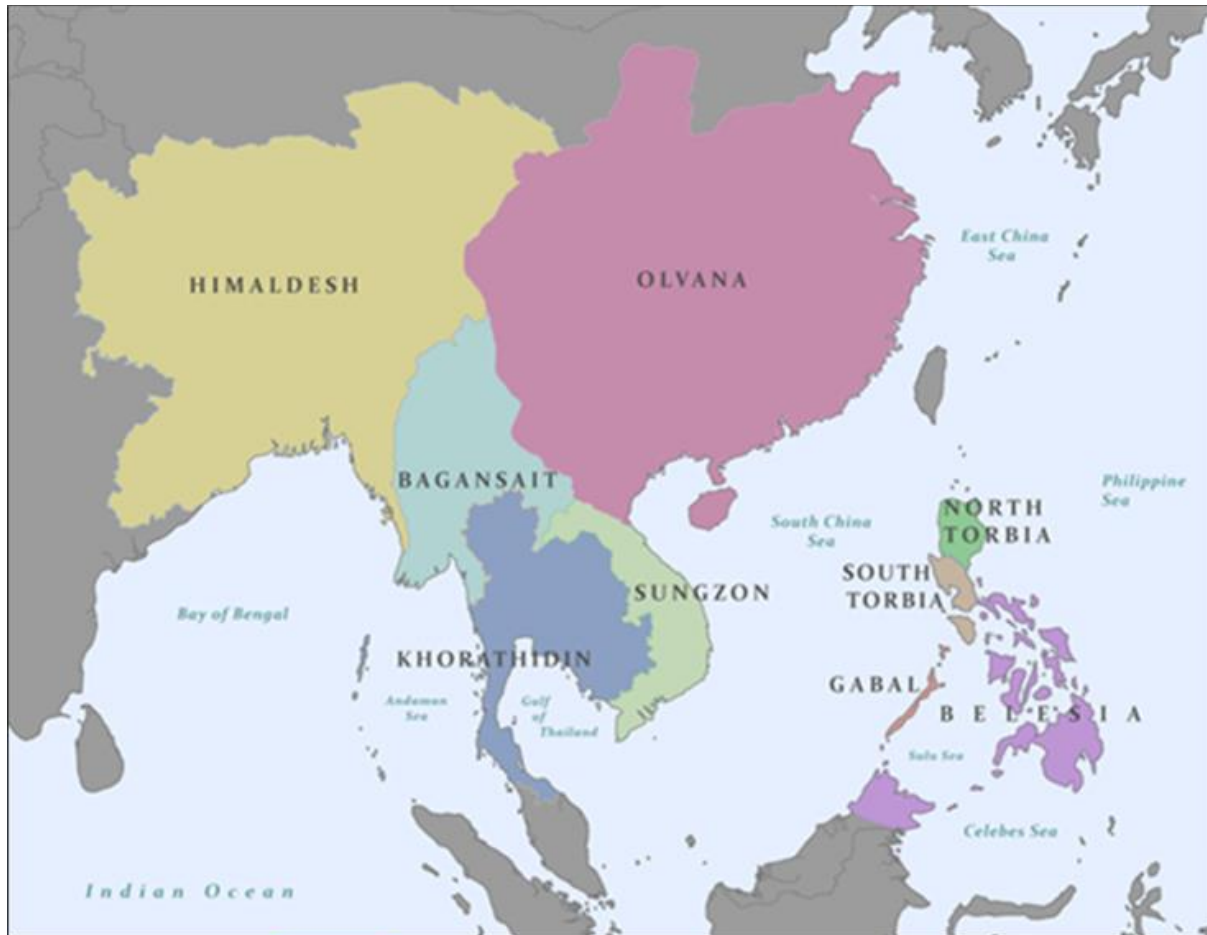 East China
Sea
HIMALDESH
OLVANA
BAGANSAIT
Philippine
Sea
NORTH
TORBIA
South China
Sea
SOUTH
TORBIA
SUNGZON
Bay of Bengal
KHORATHIDIN
GABAL
Andaman
Sea
Gulf
of
Thailand
BELESIA
Sulu Sea
Celebes Sea
Indian Ocean